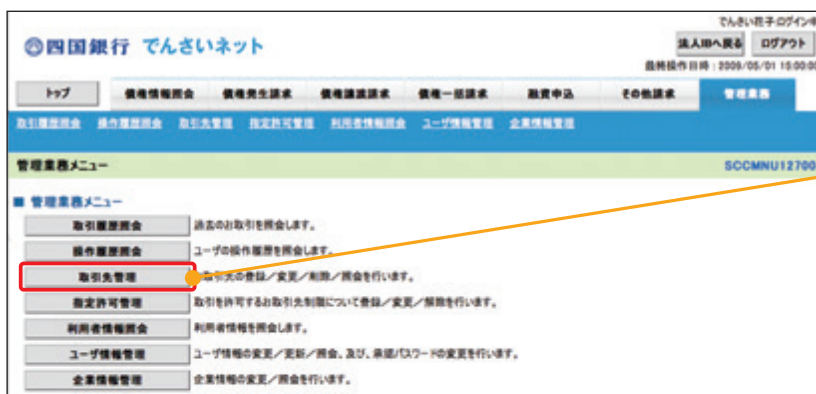 でんさい花子ログイン中
四国銀行 でんさいネット
法人IBへ戻る ログアウト
最終操作日時：2009/05/01 15:00:00
トップ 債権情報照会 債権発生請求 債権譲渡請求 債権一括請求 融資申込 その他請求 管理業務
取引履歴照会 操作履歴照会 取引先管理 指定許可管理 利用者情報照会 ユーザ情報管理 企業情報管理
管理業務メニュー SCCMNU12700
■ 管理業務メニュー
取引履歴照会 過去のお取引を照会します。
操作履歴照会 ユーザの操作履歴を照会します。
取引先管理 取引先の登録／変更／削除／照会を行います。
指定許可管理 取引を許可するお取引先制限について登録／変更／解除を行います。
利用者情報照会 利用者情報を照会します。
ユーザ情報管理 ユーザ情報の変更／更新／照会、及び、承認パスワードの変更を行います。
企業情報管理 企業情報の変更／照会を行います。